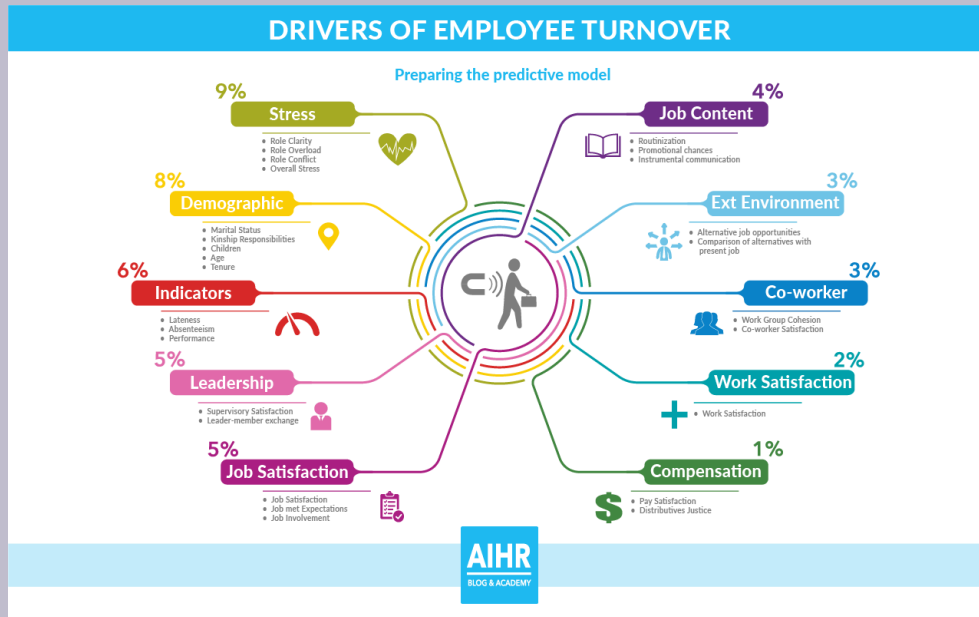 DRIVERS OF EMPLOYEE TURNOVER
Preparing the predictive model
9%
Stress
Role Clarity
Role Overload
Role Conflict
Overall Stress
8%
Demographic
Marital Status
Kinship Responsibilities
Children
Age
Tenure
6%
Indicators
Lateness
Absenteeism
Performance
5%
Leadership
Supervisory Satisfaction
Leader-member exchange
5%
Job Satisfaction
Job Satisfaction
Job met Expectations
Job Involvement
4%
Job Content
Routinization
Promotional chances
Instrumental communication
3%
Ext Environment
Alternative job opportunities
Comparison of alternatives with
present job
3%
Co-worker
Work Group Cohesion
Co-worker Satisfaction
2%
Work Satisfaction
Work Satisfaction
1%
Compensation
Pay Satisfaction
Distributives Justice
AIHR
BLOG & ACADEMY